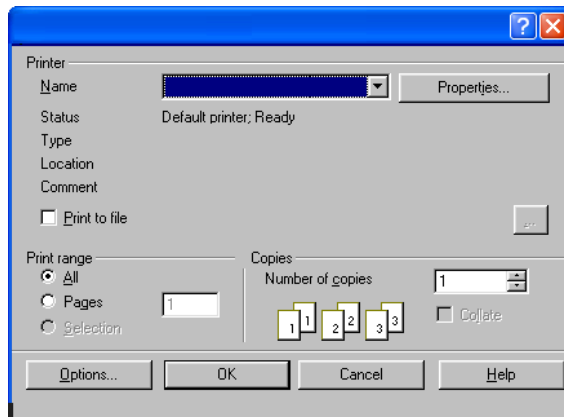 ?
Printer
Name
Properties...
Status Default printer; Ready
Type
Location
Comment
Print to file
...
Print range
Copies
All
Number of copies 1
Pages 1
1 1 2 2 3 3
Collate
Selection
Options... OK Cancel Help